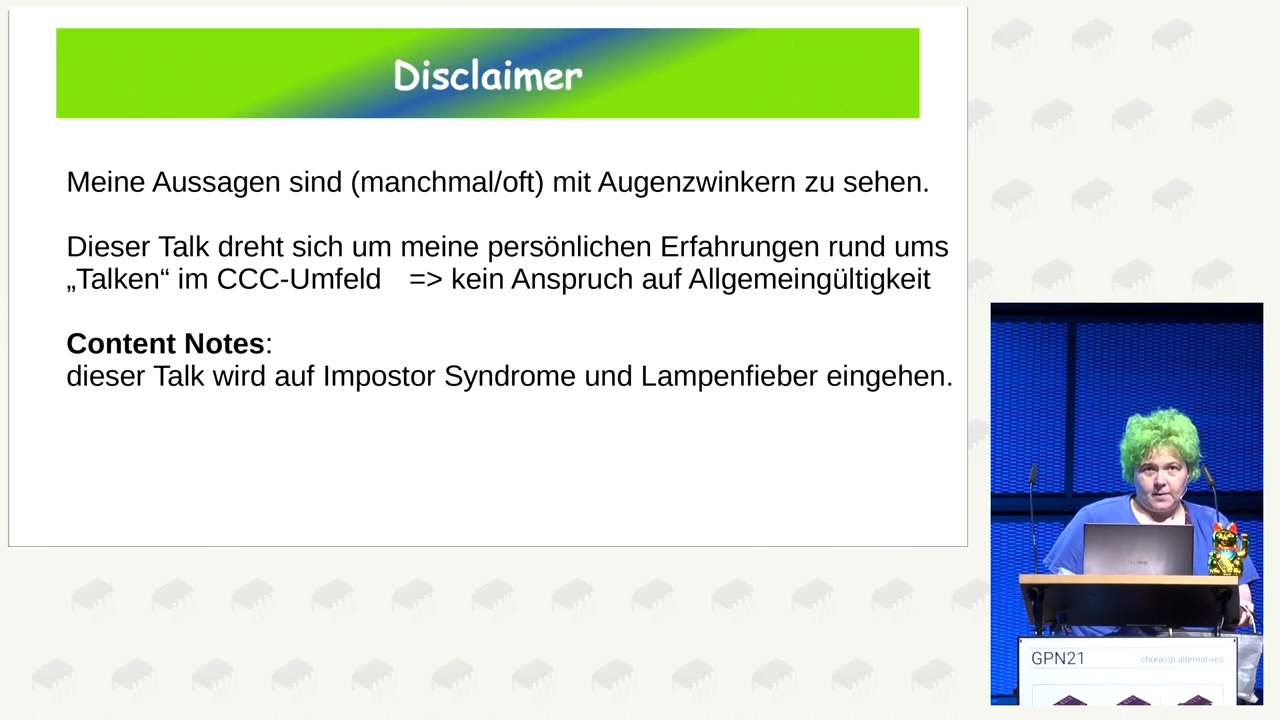 Disclaimer
Meine Aussagen sind (manchmal/oft) mit Augenzwinkern zu sehen.
Dieser Talk dreht sich um meine persönlichen Erfahrungen rund ums
„Talken“ im CCC-Umfeld => kein Anspruch auf Allgemeingültigkeit
Content Notes:
dieser Talk wird auf Impostor Syndrome und Lampenfieber eingehen.
GPN21
ch(ea(i)p alternatives